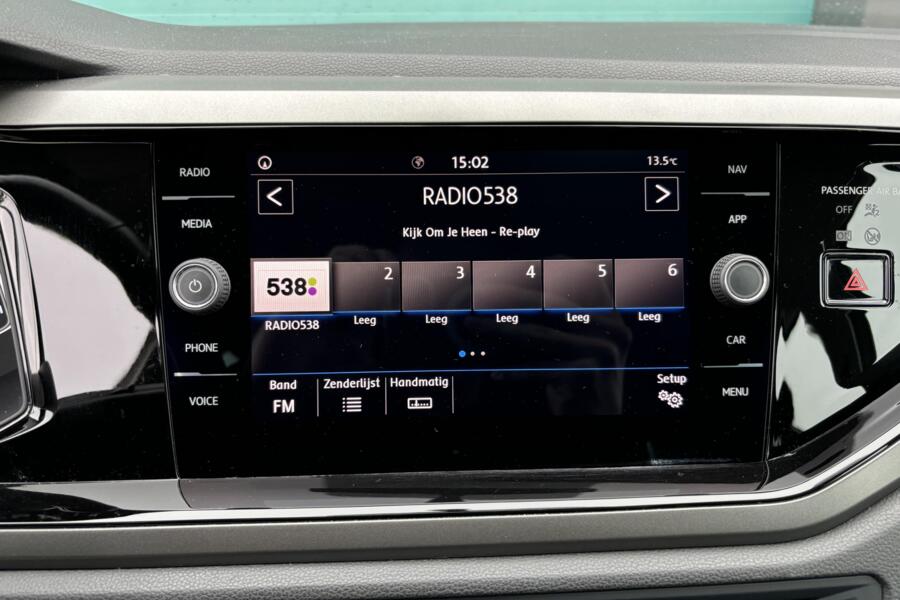 RADIO
MEDIA
PHONE
VOICE
15:02
13.5°C
RADIO538
Kijk Om Je Heen - Re-play
538
2
3
4
5
6
RADIO538
Leeg
Leeg
Leeg
Leeg
Leeg
Band
FM
Zenderlijst
Handmatig
Setup
NAV
APP
CAR
MENU
PASSENGER AIR BA
OFF
ON